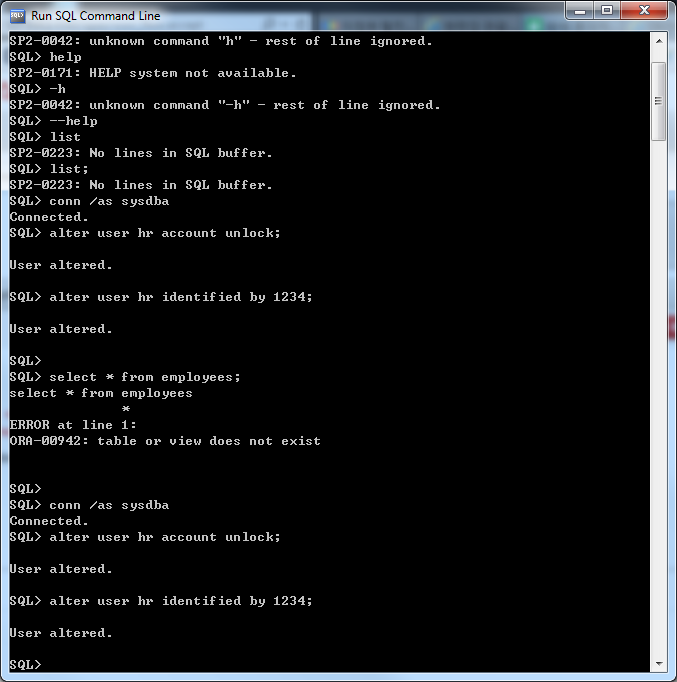 Run SQL Command Line
SP2-0042: unknown command "h" - rest of line ignored.
SQL> help
SP2-0171: HELP system not available.
SQL> -h
SP2-0042: unknown command "-h" - rest of line ignored.
SQL> --help
SQL> list
SP2-0223: No lines in SQL buffer.
SQL> list;
SP2-0223: No lines in SQL buffer.
SQL> conn /as sysdba
Connected.
SQL> alter user hr account unlock;
User altered.
SQL> alter user hr identified by 1234;
User altered.
SQL>
SQL> select * from employees;
select * from employees
*
ERROR at line 1:
ORA-00942: table or view does not exist
SQL>
SQL> conn /as sysdba
Connected.
SQL> alter user hr account unlock;
User altered.
SQL> alter user hr identified by 1234;
User altered.
SQL>